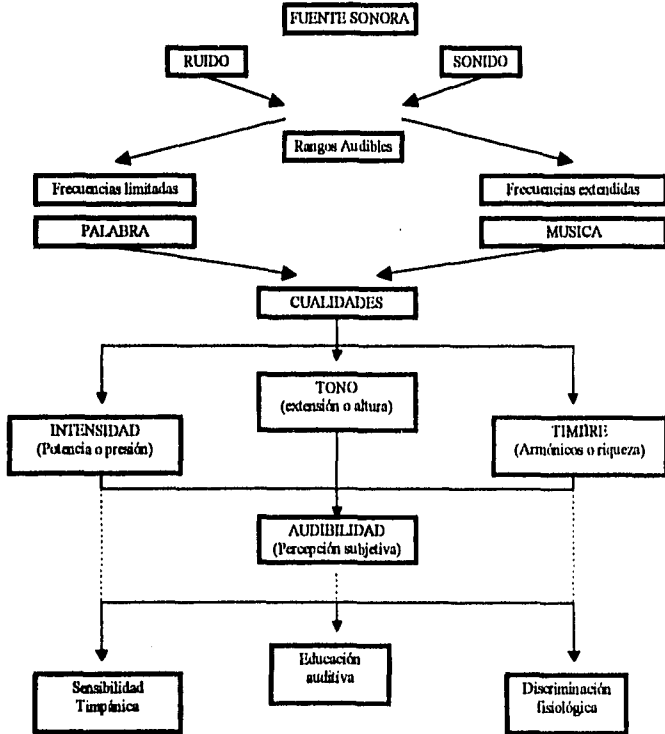 FUENTE SONORA
RUIDO
SONIDO
Rangos Audibles
Frecuencias limitadas
Frecuencias extendidas
PALABRA
MUSICA
CUALIDADES
TONO
(extensión o altura)
INTENSIDAD
(Potencia o presión)
TIMBRE
(Armónicos o riqueza)
AUDIBILIDAD
(Percepción subjetiva)
Educación
auditiva
Sensibilidad
Timpánica
Discriminación
fisiológica